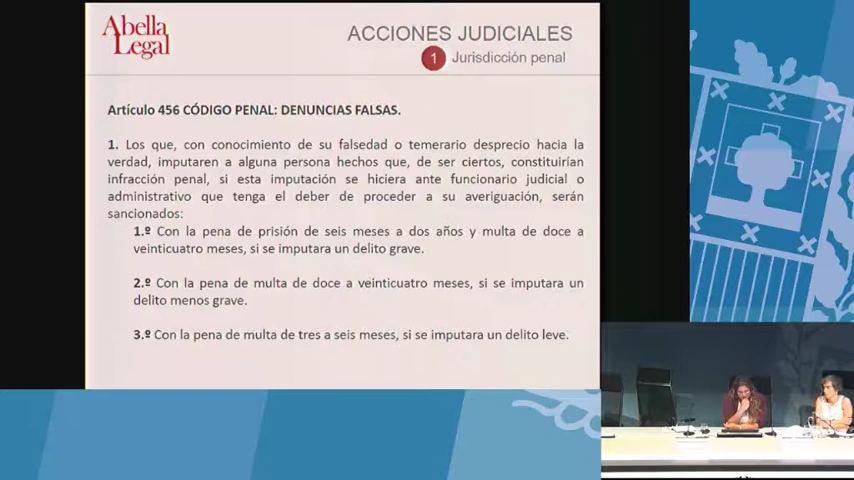 Abella
Legal
ACCIONES JUDICIALES
1 Jurisdicción penal
Artículo 456 CÓDIGO PENAL: DENUNCIAS FALSAS.
1. Los que, con conocimiento de su falsedad o temerario desprecio hacia la
verdad, imputaren a alguna persona hechos que, de ser ciertos, constituirían
infracción penal, si esta imputación se hiciera ante funcionario judicial o
administrativo que tenga el deber de proceder a su averiguación, serán
sancionados:
1.º Con la pena de prisión de seis meses a dos años y multa de doce a
veinticuatro meses, si se imputara un delito grave.
2.º Con la pena de multa de doce a veinticuatro meses, si se imputara un
delito menos grave.
3.º Con la pena de multa de tres a seis meses, si se imputara un delito leve.